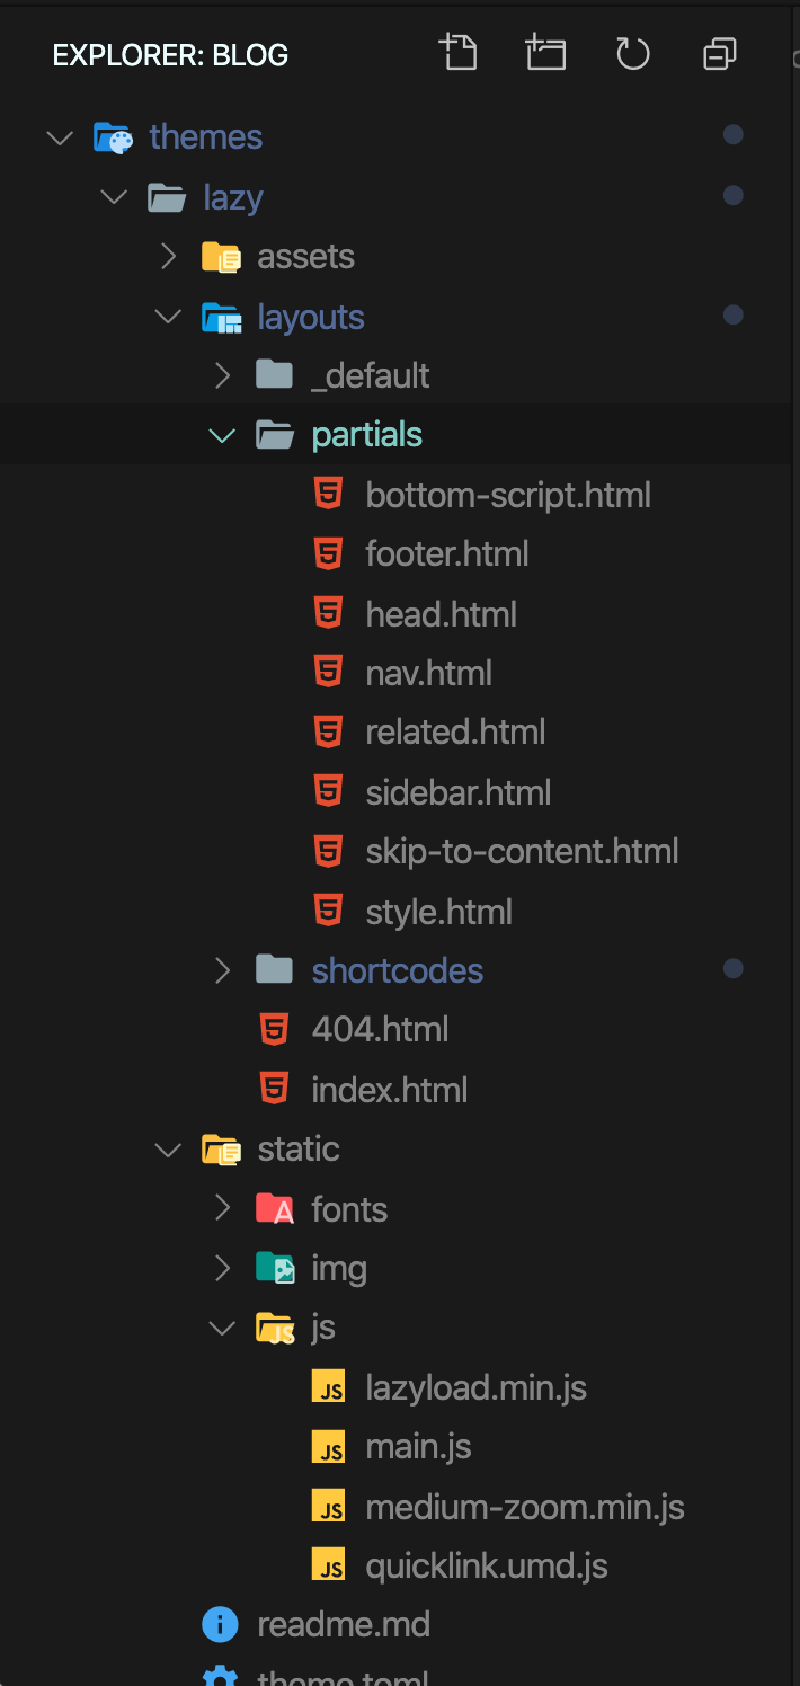 EXPLORER: BLOG
themes
lazy
assets
layouts
_default
partials
bottom-script.html
footer.html
head.html
nav.html
related.html
sidebar.html
skip-to-content.html
style.html
shortcodes
404.html
index.html
static
fonts
img
js
lazyload.min.js
main.js
medium-zoom.min.js
quicklink.umd.js
readme.md
theme.toml